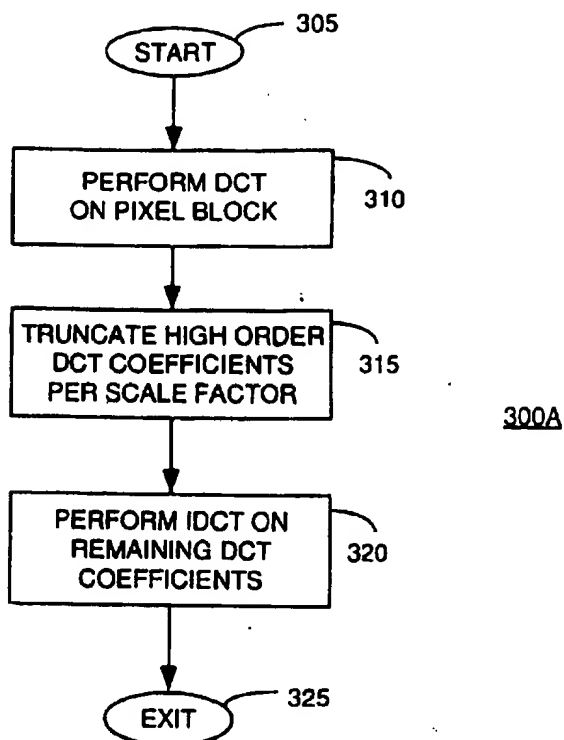 305
START
PERFORM DCT
ON PIXEL BLOCK
310
TRUNCATE HIGH ORDER
DCT COEFFICIENTS
PER SCALE FACTOR
315
300A
PERFORM IDCT ON
REMAINING DCT
COEFFICIENTS
320
325
EXIT